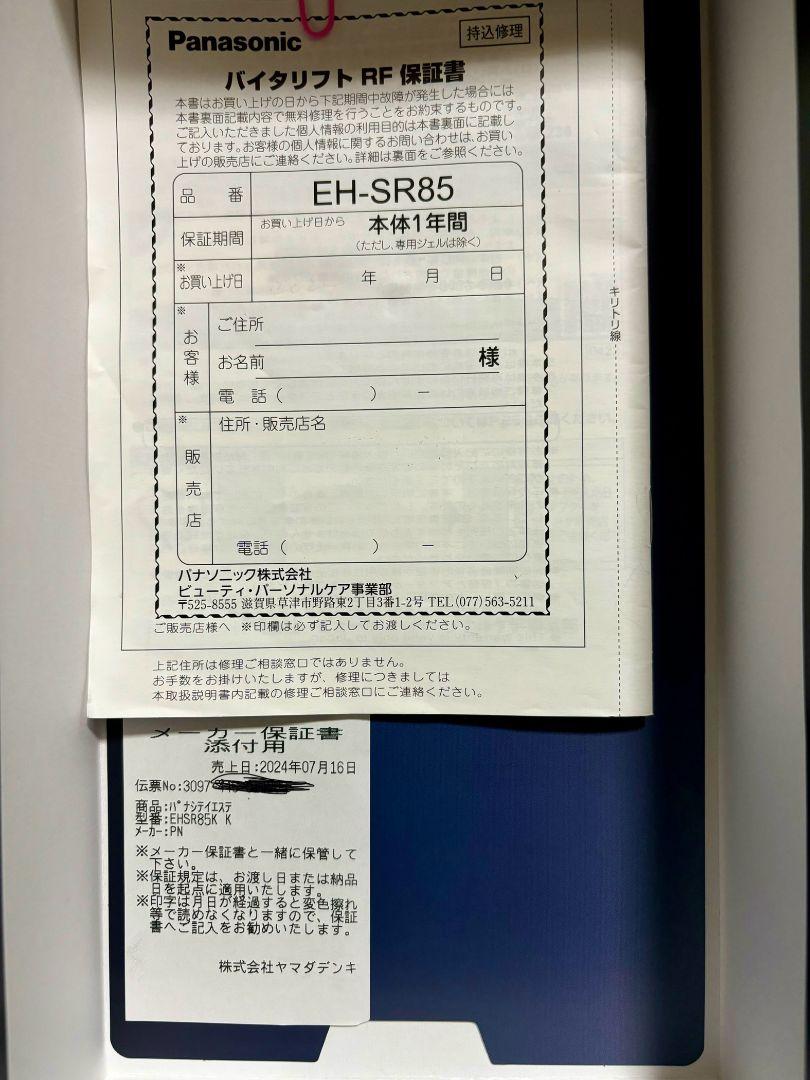 Panasonic
持込修理
バイタリフト RF 保証書
本書はお買い上げの日から下記期間中故障が発生した場合には
本書裏面記載内容で無料修理を行うことをお約束するものです。
ご記入いただきました個人情報の利用目的は本書裏面に記載し
ております。お客様の個人情報に関するお問い合わせは、お買い
上げの販売店にご連絡ください。詳細は裏面をご参照ください。
品 番 EH-SR85
保証期間 お買い上げ日から 本体1年間
(ただし、専用ジェルは除く)
※お買い上げ日 年 月 日
※お客様
ご住所
お名前 様
電 話 ( ) −
※販売店
住所・販売店名
電話 ( ) −
パナソニック株式会社
ビューティ・パーソナルケア事業部
〒525-8555 滋賀県草津市野路東2丁目3番1-2号 TEL (077) 563-5211
ご販売店様へ ※印欄は必ず記入してお渡しください。
キリトリ線
上記住所は修理ご相談窓口ではありません。
お手数をお掛けいたしますが、修理につきましては
本取扱説明書内記載の修理ご相談窓口にご連絡ください。
メーカー保証書
添付用
売上日:2024年07月16日
伝票No:3097
商品:パナシテイエステ
型番:EHSR85K K
メーカー:PN
※メーカー保証書と一緒に保管して
下さい。
※保証規定は、お渡し日または納品
日を起点に適用いたします。
※印字は月日が経過すると変色擦れ
等で読めなくなりますので、保証
書へご記入をお勧めいたします。
株式会社ヤマダデンキ